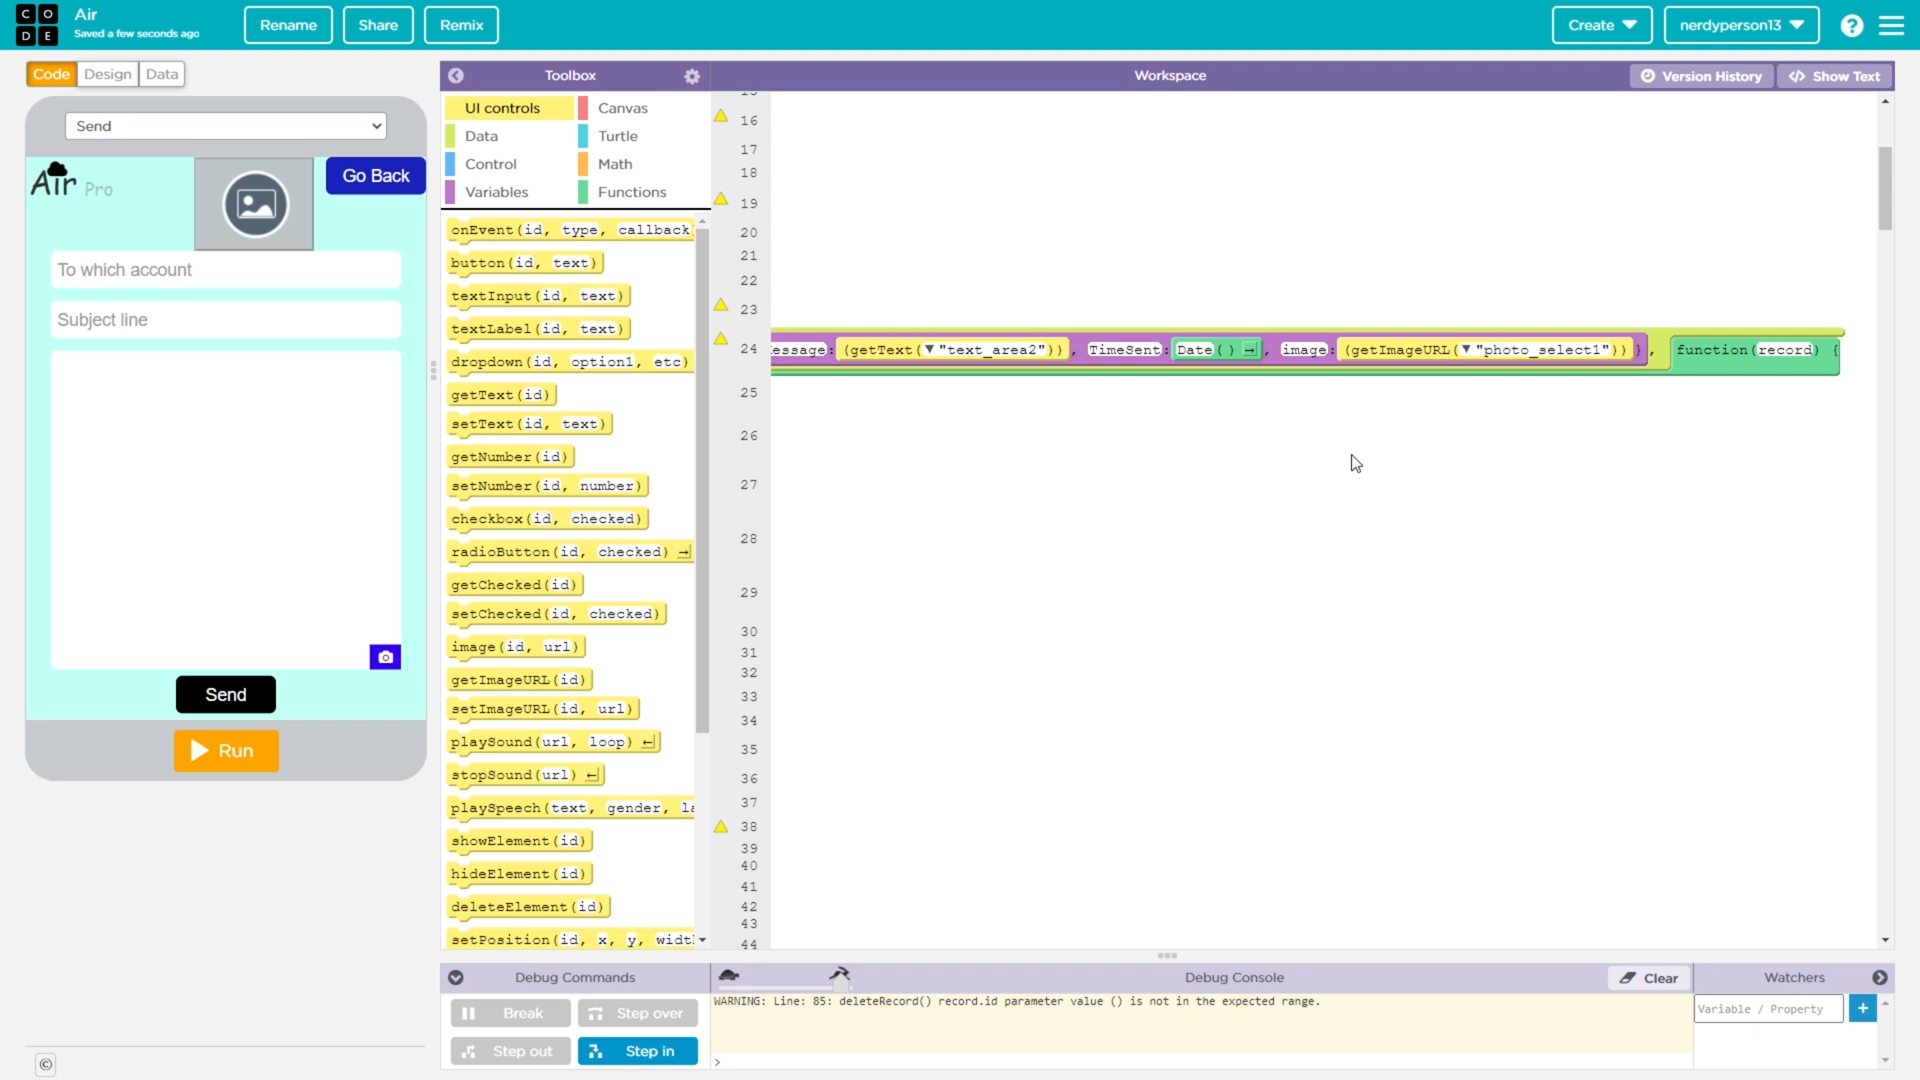 CODE
Air
Saved a few seconds ago
Rename
Share
Remix
Create
nerdyperson13
?
Code
Design
Data
Send
Air Pro
Go Back
To which account
Subject line
Send
Run
©
Toolbox
UI controls
Canvas
Data
Turtle
Control
Math
Variables
Functions
onEvent(id, type, callback
button(id, text)
textInput(id, text)
textLabel(id, text)
dropdown(id, option1, etc)
getText(id)
setText(id, text)
getNumber(id)
setNumber(id, number)
checkbox(id, checked)
radioButton(id, checked)
getChecked(id)
setChecked(id, checked)
image(id, url)
getImageURL(id)
setImageURL(id, url)
playSound(url, loop)
stopSound(url)
playSpeech(text, gender, la
showElement(id)
hideElement(id)
deleteElement(id)
setPosition(id, x, y, widt
Workspace
Version History
</> Show Text
16
17
18
19
20
21
22
23
24 essage: (getText("text_area2")), TimeSent: Date(), image: (getImageURL("photo_select1"))}, function(record) {
25
26
27
28
29
30
31
32
33
34
35
36
37
38
39
40
41
42
43
44
Debug Commands
Break
Step over
Step out
Step in
Debug Console
Clear
WARNING: Line: 85: deleteRecord() record.id parameter value () is not in the expected range.
>
Watchers
Variable / Property
+